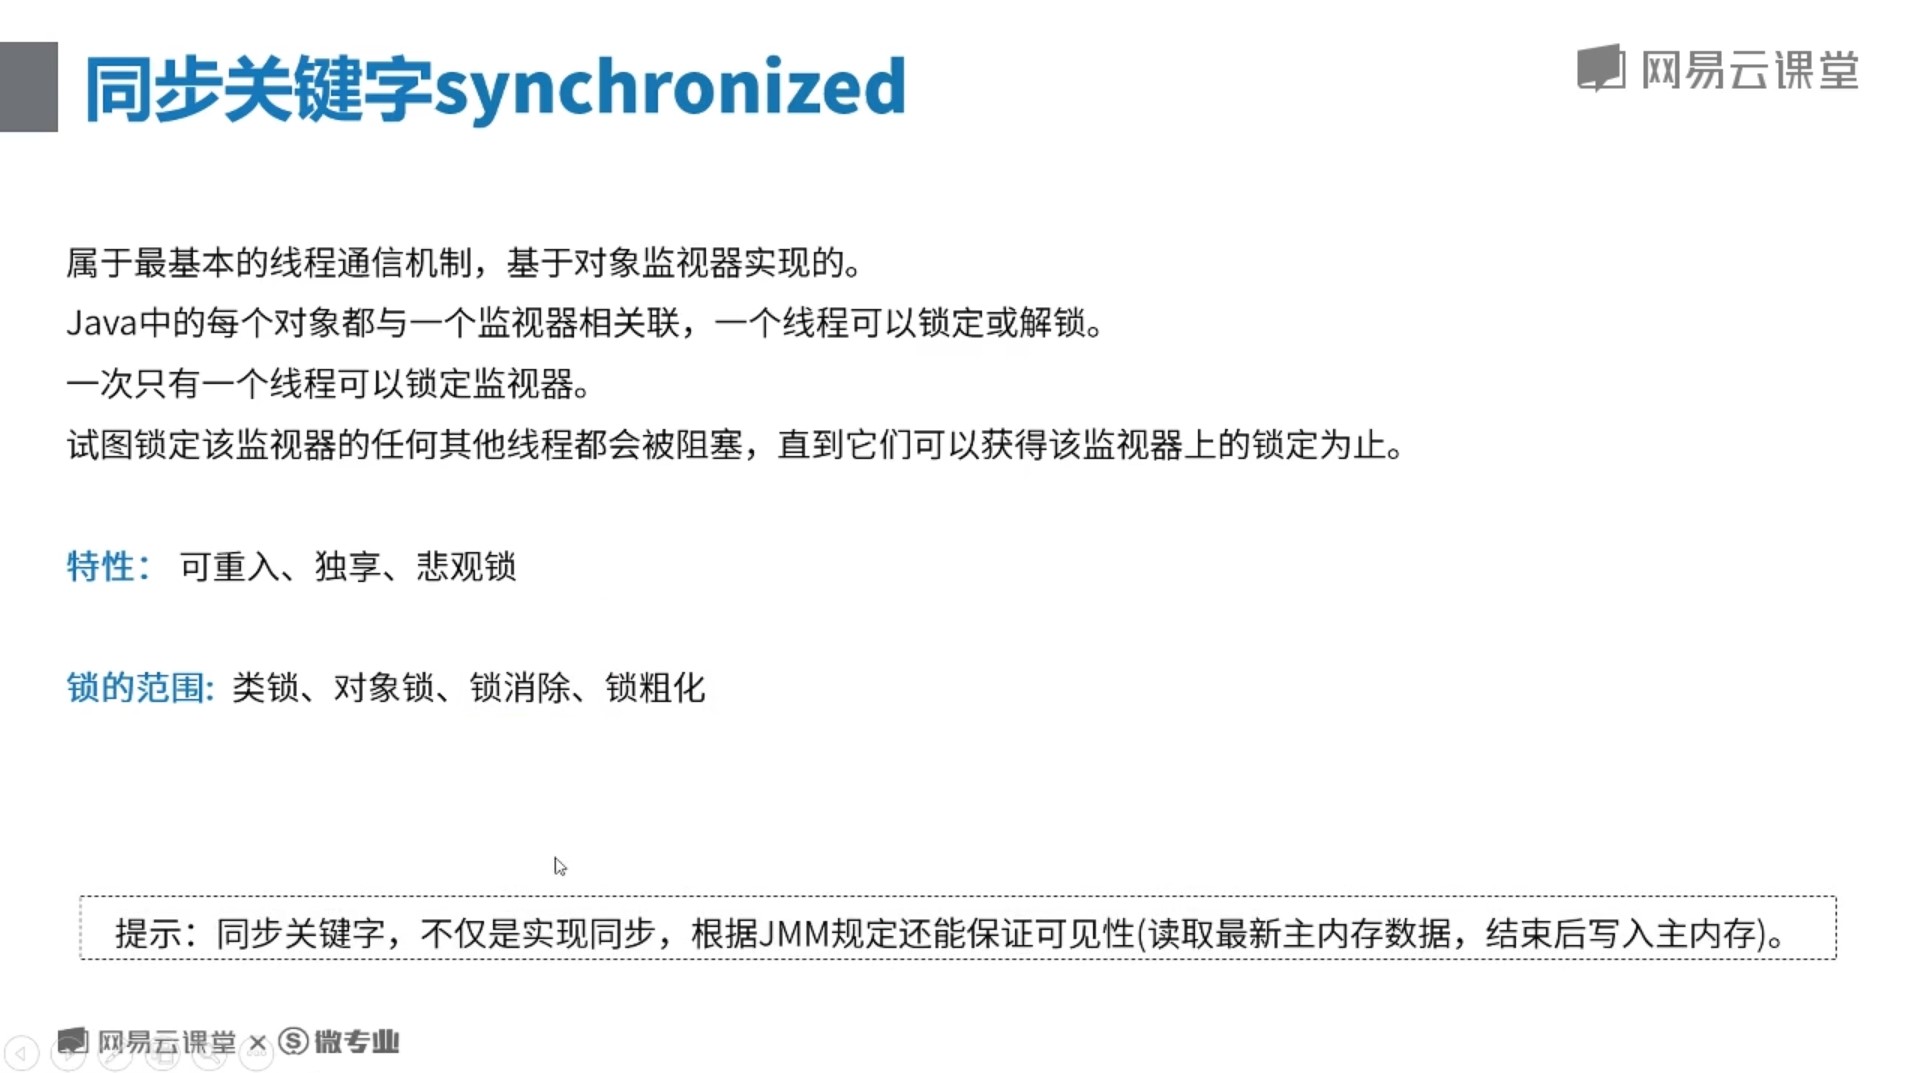 同步关键字synchronized
网易云课堂
属于最基本的线程通信机制，基于对象监视器实现的。
Java中的每个对象都与一个监视器相关联，一个线程可以锁定或解锁。
一次只有一个线程可以锁定监视器。
试图锁定该监视器的任何其他线程都会被阻塞，直到它们可以获得该监视器上的锁定为止。
特性： 可重入、独享、悲观锁
锁的范围: 类锁、对象锁、锁消除、锁粗化
提示：同步关键字，不仅是实现同步，根据JMM规定还能保证可见性(读取最新主内存数据，结束后写入主内存)。
网易云课堂 × Ⓢ 微专业